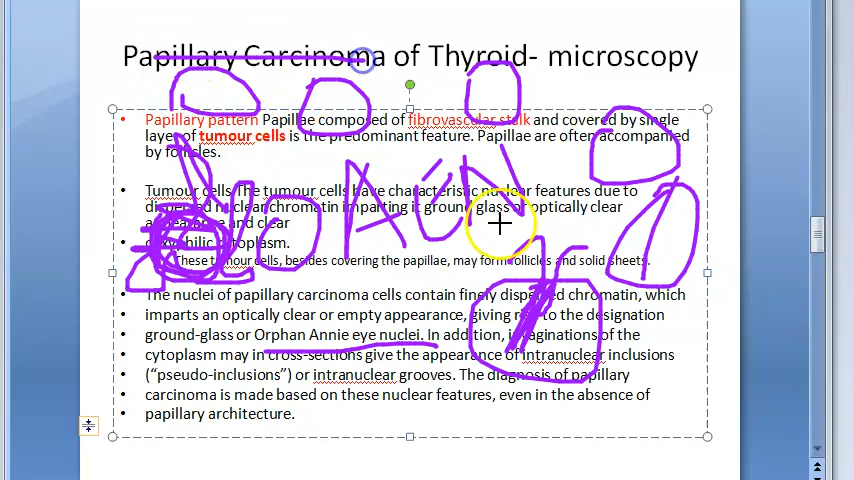 Papillary Carcinoma of Thyroid- microscopy
• Papillary pattern Papillae composed of fibrovascular stalk and covered by single
layer of tumour cells is the predominant feature. Papillae are often accompanied
by follicles.
• Tumour cells The tumour cells have characteristic nuclear features due to
dispersed nuclear chromatin imparting it ground glass or optically clear
appearance and clear
• oxyphilic cytoplasm.
These tumour cells, besides covering the papillae, may form follicles and solid sheets.
• The nuclei of papillary carcinoma cells contain finely dispersed chromatin, which
• imparts an optically clear or empty appearance, giving rise to the designation
• ground-glass or Orphan Annie eye nuclei. In addition, invaginations of the
• cytoplasm may in cross-sections give the appearance of intranuclear inclusions
• (“pseudo-inclusions”) or intranuclear grooves. The diagnosis of papillary
• carcinoma is made based on these nuclear features, even in the absence of
• papillary architecture.